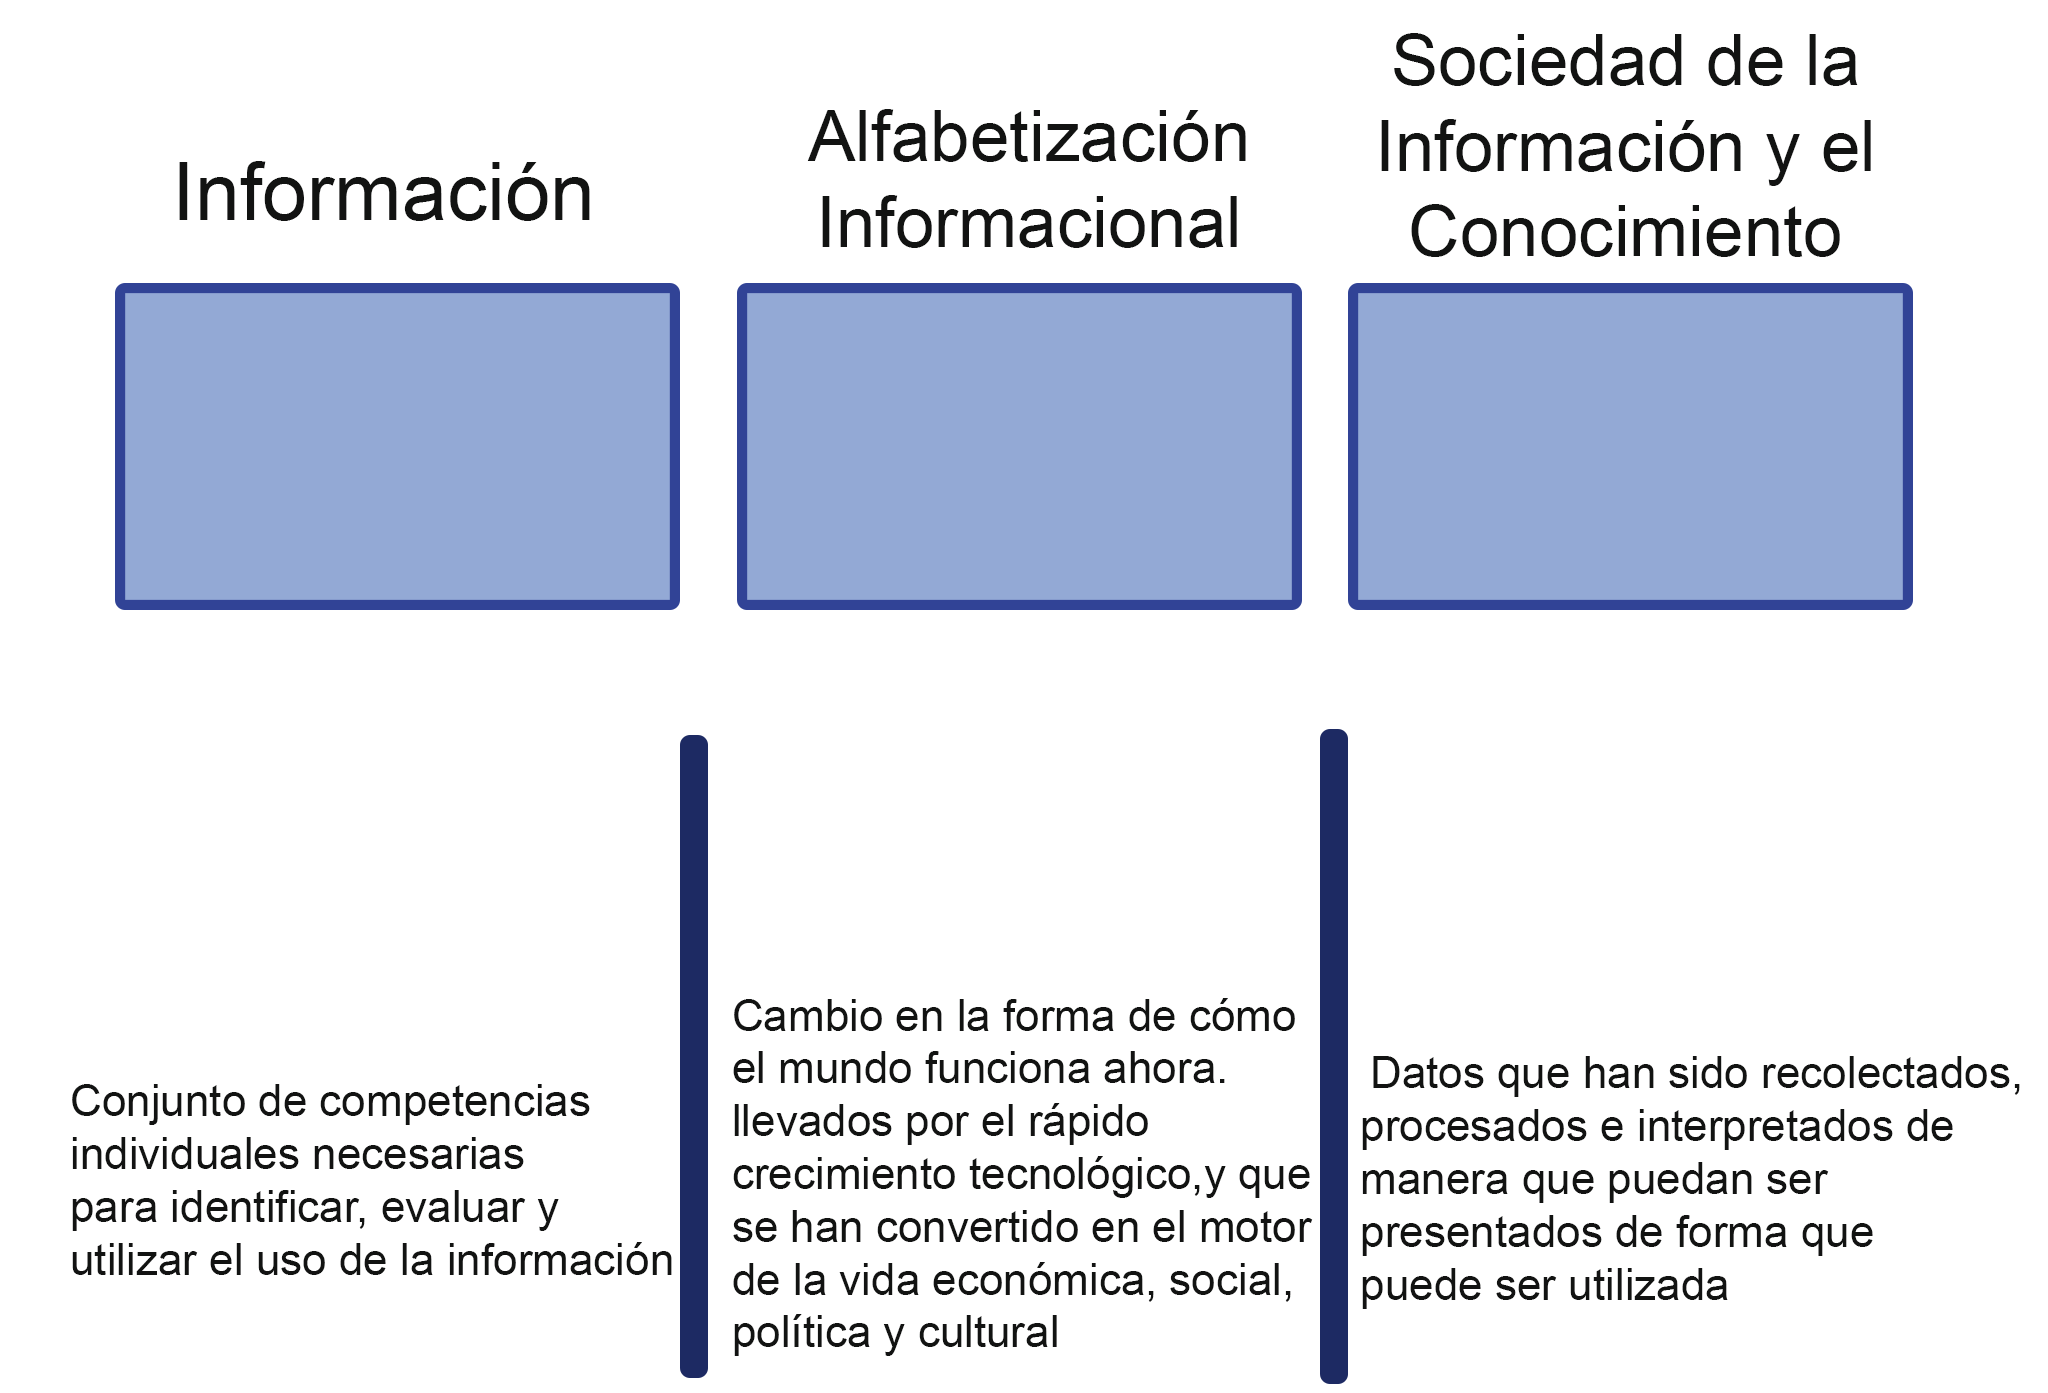 Información
Alfabetización
Informacional
Sociedad de la
Información y el
Conocimiento
Conjunto de competencias
individuales necesarias
para identificar, evaluar y
utilizar el uso de la información
Cambio en la forma de cómo
el mundo funciona ahora.
llevados por el rápido
crecimiento tecnológico,y que
se han convertido en el motor
de la vida económica, social,
política y cultural
Datos que han sido recolectados,
procesados e interpretados de
manera que puedan ser
presentados de forma que
puede ser utilizada